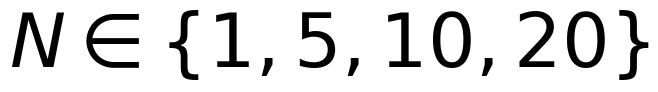 N ∈ {1, 5, 10, 20}